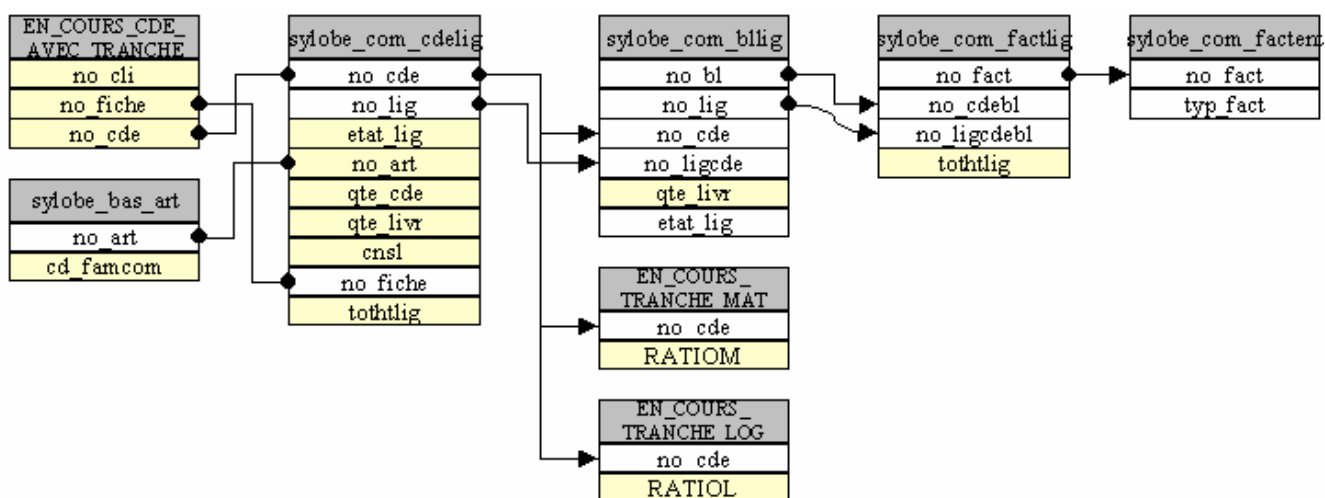 EN_COURS_CDE_
AVEC_TRANCHE
no_cli
no_fiche
no_cde
sylobe_bas_art
no_art
cd_famcom
sylobe_com_cdelig
no_cde
no_lig
etat_lig
no_art
qte_cde
qte_livr
cnsl
no_fiche
tothtlig
sylobe_com_bllig
no_bl
no_lig
no_cde
no_ligcde
qte_livr
etat_lig
EN_COURS_
TRANCHE_MAT
no_cde
RATIOM
EN_COURS_
TRANCHE_LOG
no_cde
RATIOL
sylobe_com_factlig
no_fact
no_cdebl
no_ligcdebl
tothtlig
sylobe_com_factent
no_fact
typ_fact